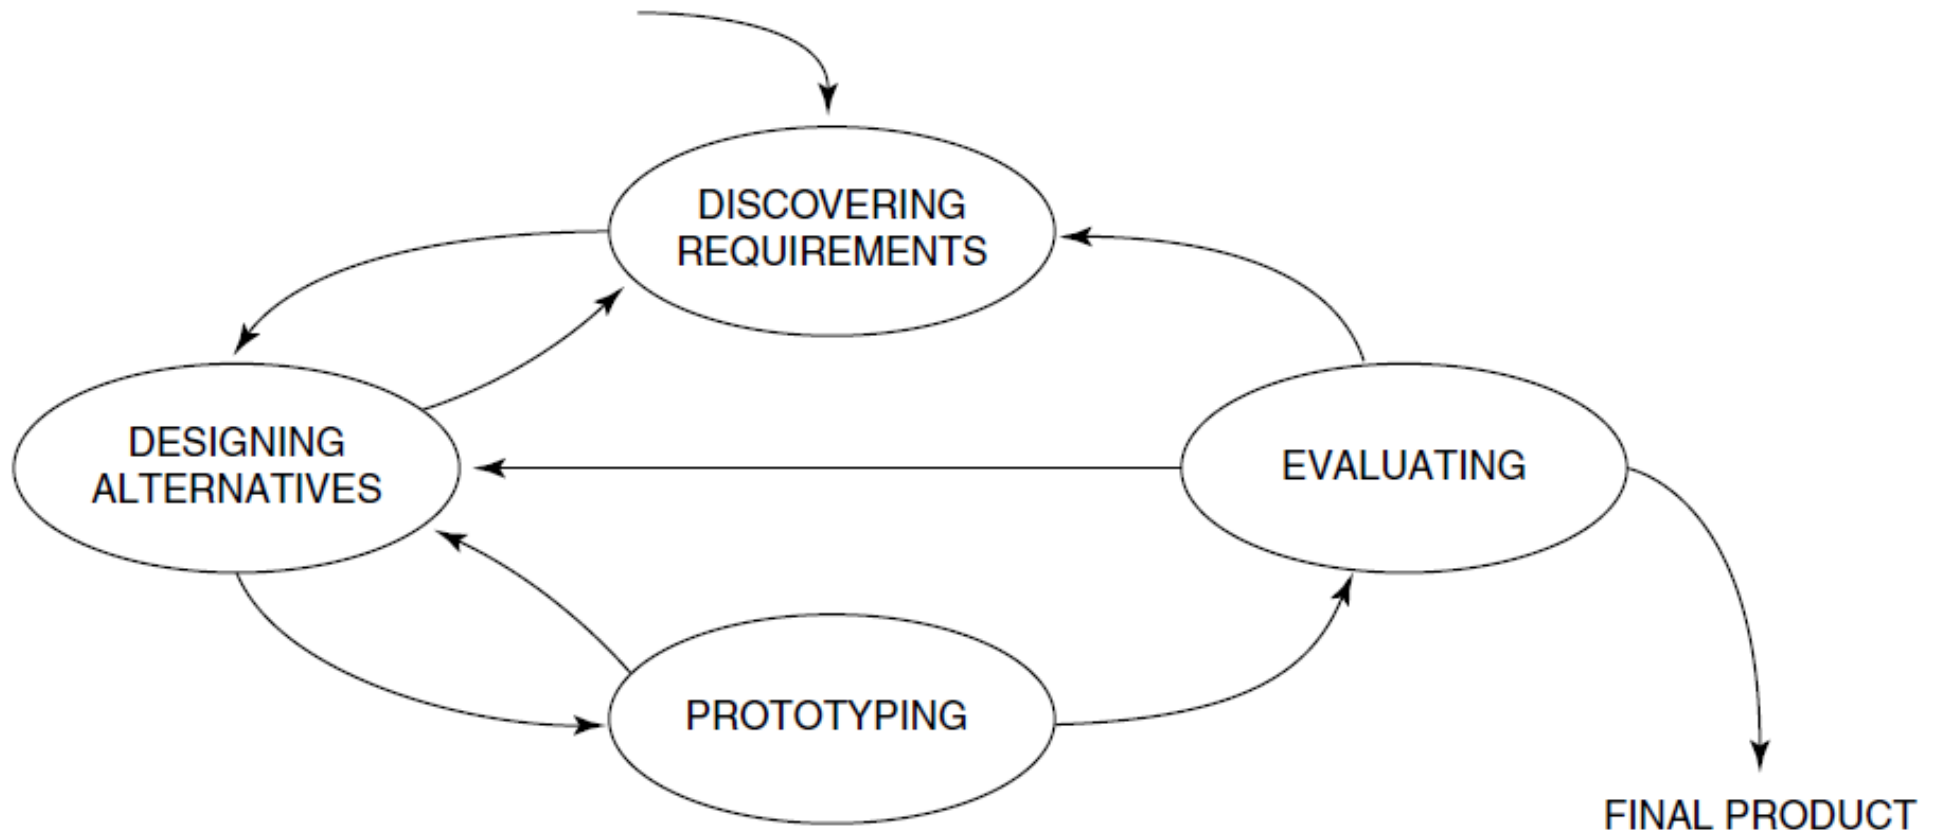 DISCOVERING
REQUIREMENTS
DESIGNING
ALTERNATIVES
EVALUATING
PROTOTYPING
FINAL PRODUCT